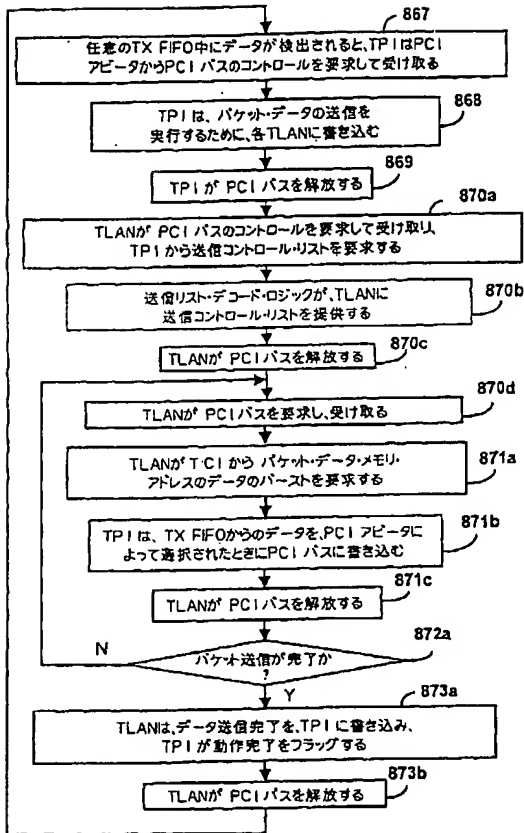 867
任意のTX FIFO中にデータが検出されると、TPIはPCI
アビータからPCIバスのコントロールを要求して受け取る
868
TPIは、パケット・データの送信を
実行するために、各TLANに書き込む
869
TPIがPCIバスを解放する
870a
TLANがPCIバスのコントロールを要求して受け取り、
TPIから送信コントロール・リストを要求する
870b
送信リスト・デコード・ロジックが、TLANに
送信コントロール・リストを提供する
870c
TLANがPCIバスを解放する
870d
TLANがPCIバスを要求し、受け取る
871a
TLANがT・CIからパケット・データ・メモリ・
アドレスのデータのバーストを要求する
871b
TPIは、TX FIFOからのデータを、PCIアビータに
よって選択されたときにPCIバスに書き込む
871c
TLANがPCIバスを解放する
872a
N
パケット送信が完了か
?
Y
873a
TLANは、データ送信完了を、TPIに書き込み、
TPIが動作完了をフラッグする
873b
TLANがPCIバスを解放する